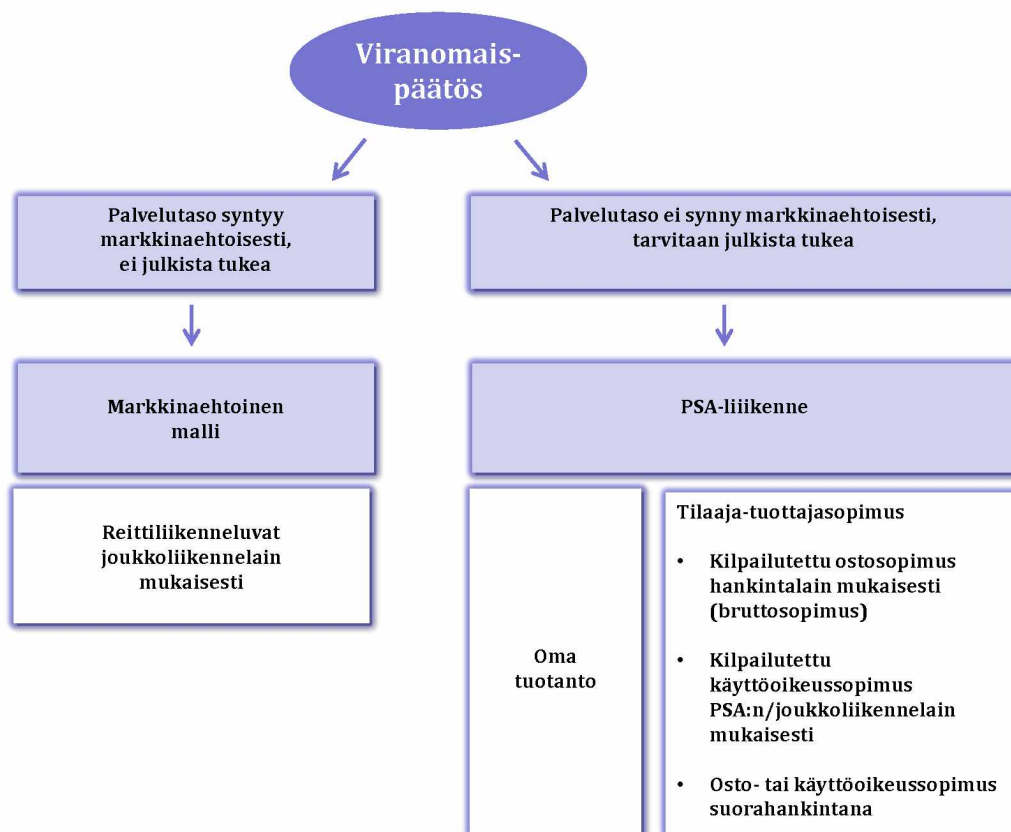 Viranomais-
päätös
Palvelutaso syntyy
markkinaehtoisesti,
ei julkista tukea
Palvelutaso ei synny markkinaehtoisesti,
tarvitaan julkista tukea
Markkinaehtoinen
malli
PSA-liiikenne
Reittiliikenneluvat
joukkoliikennelain
mukaisesti
Oma
tuotanto
Tilaaja-tuottajasopimus
• Kilpailutettu ostosopimus
hankintalain mukaisesti
(bruttosopimus)
• Kilpailutettu
käyttöoikeussopimus
PSA:n/joukkoliikennelain
mukaisesti
• Osto- tai käyttöoikeussopimus
suorahankintana